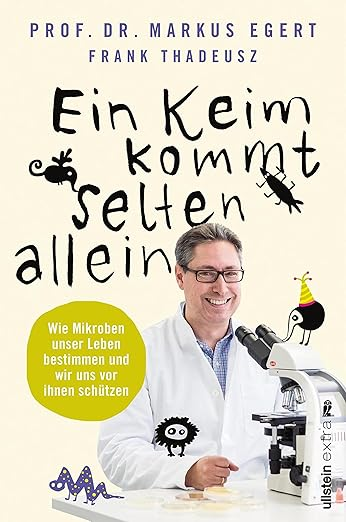 PROF. DR. MARKUS EGERT
FRANK THADEUSZ
Ein Keim
kommt
selten
allein
Wie Mikroben
unser Leben
bestimmen und
wir uns vor
ihnen schützen
ullstein extra